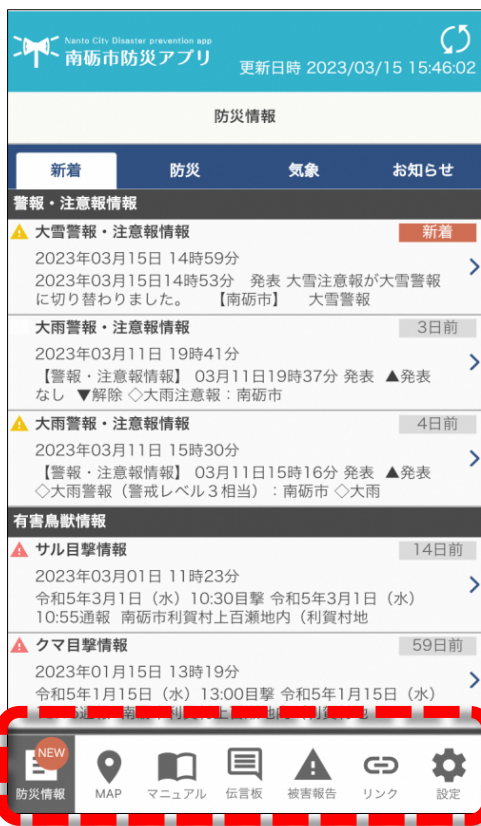 Nanto City Disaster prevention app
南砺市防災アプリ
更新日時 2023/03/15 15:46:02
防災情報
新着 防災 気象 お知らせ
警報・注意報情報
大雪警報・注意報情報 新着
2023年03月15日 14時59分
2023年03月15日14時53分 発表 大雪注意報が大雪警報
に切り替わりました。 【南砺市】 大雪警報
大雨警報・注意報情報 3日前
2023年03月11日 19時41分
【警報・注意報情報】 03月11日19時37分 発表 ▲発表
なし ▼解除 ◇大雨注意報：南砺市
大雨警報・注意報情報 4日前
2023年03月11日 15時30分
【警報・注意報情報】 03月11日15時16分 発表 ▲発表
◇大雨警報（警戒レベル３相当）：南砺市 ◇大雨
有害鳥獣情報
サル目撃情報 14日前
2023年03月01日 11時23分
令和5年3月1日（水）10:30目撃 令和5年3月1日（水）
10:55通報 南砺市利賀村上百瀬地内（利賀村地
クマ目撃情報 59日前
2023年01月15日 13時19分
令和5年1月15日（水）13:00目撃 令和5年1月15日（水）
NEW
防災情報 MAP マニュアル 伝言板 被害報告 リンク 設定